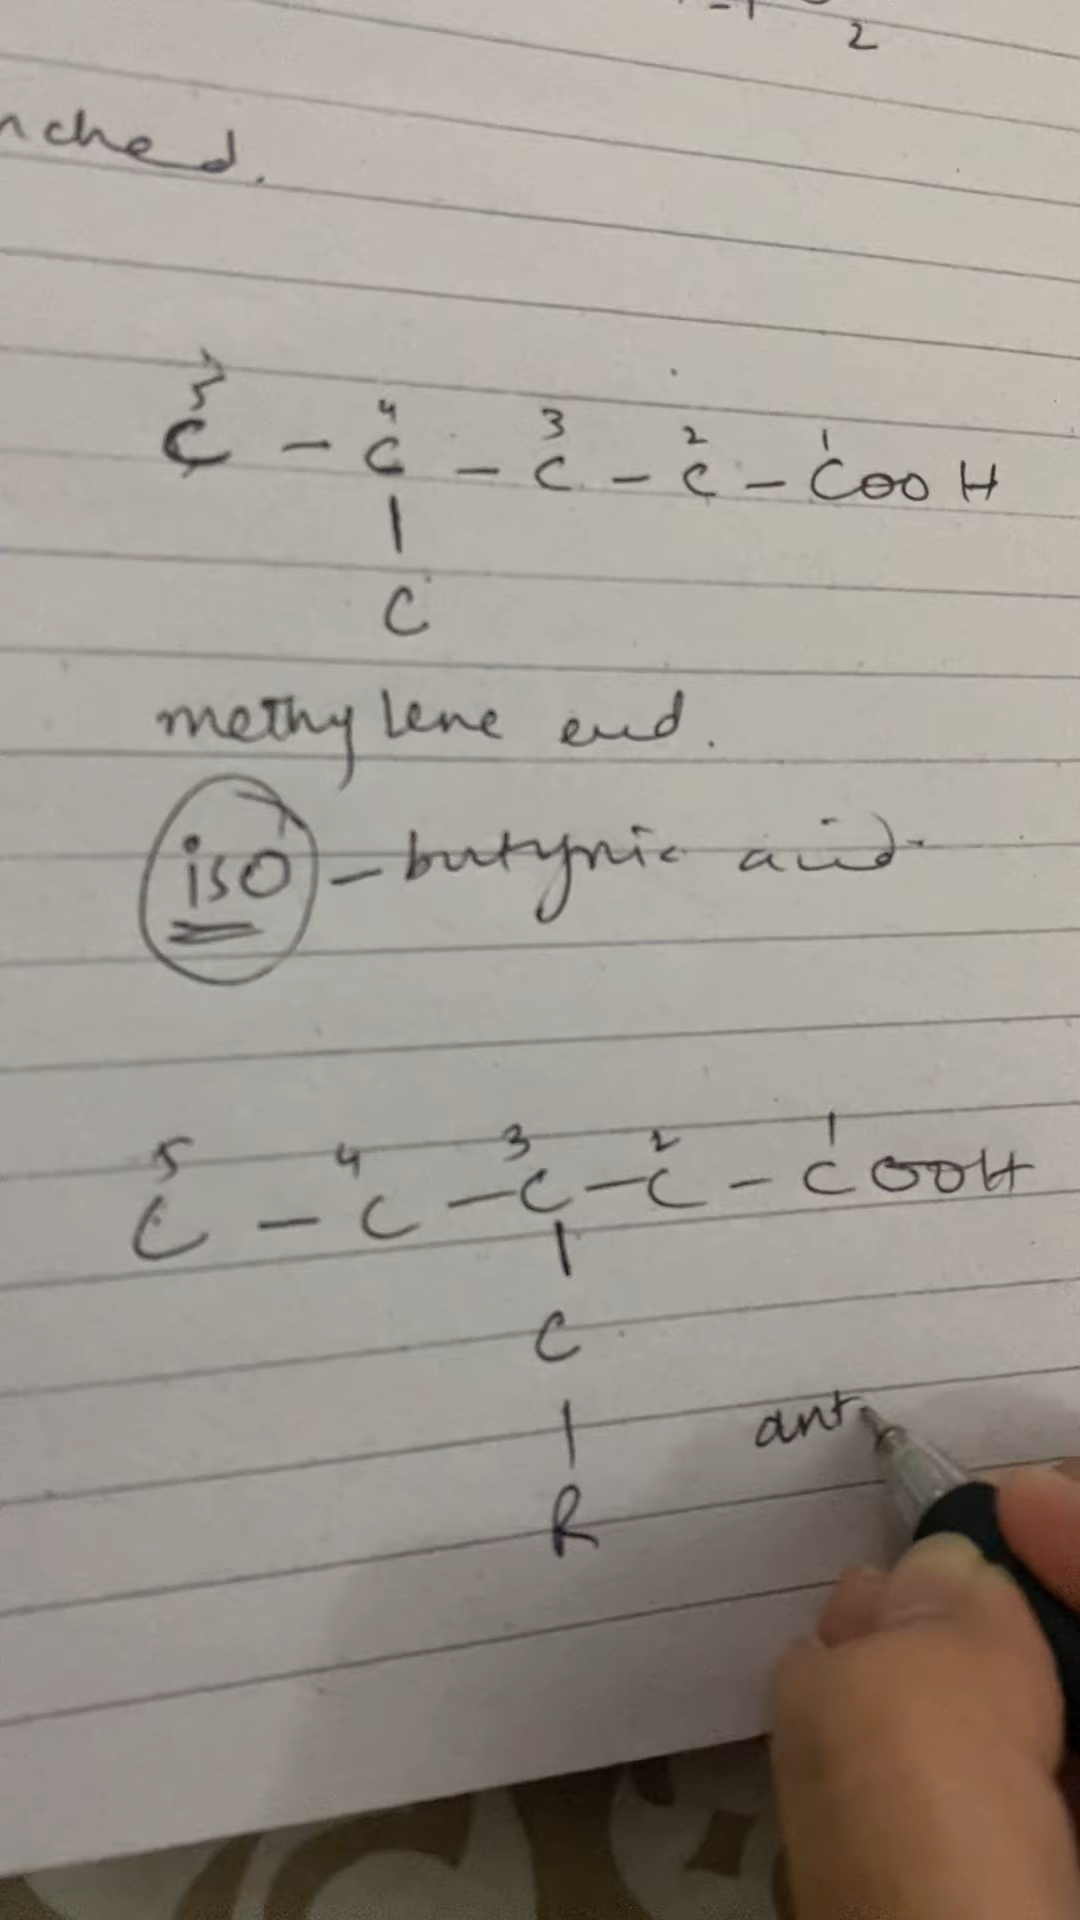 2
nched.
5 4 3 2 1
C - C - C - C - COOH
|
C
methylene end.
iso - butyric acid
5 4 3 2 1
C - C - C - C - COOH
|
C
|
R
ant